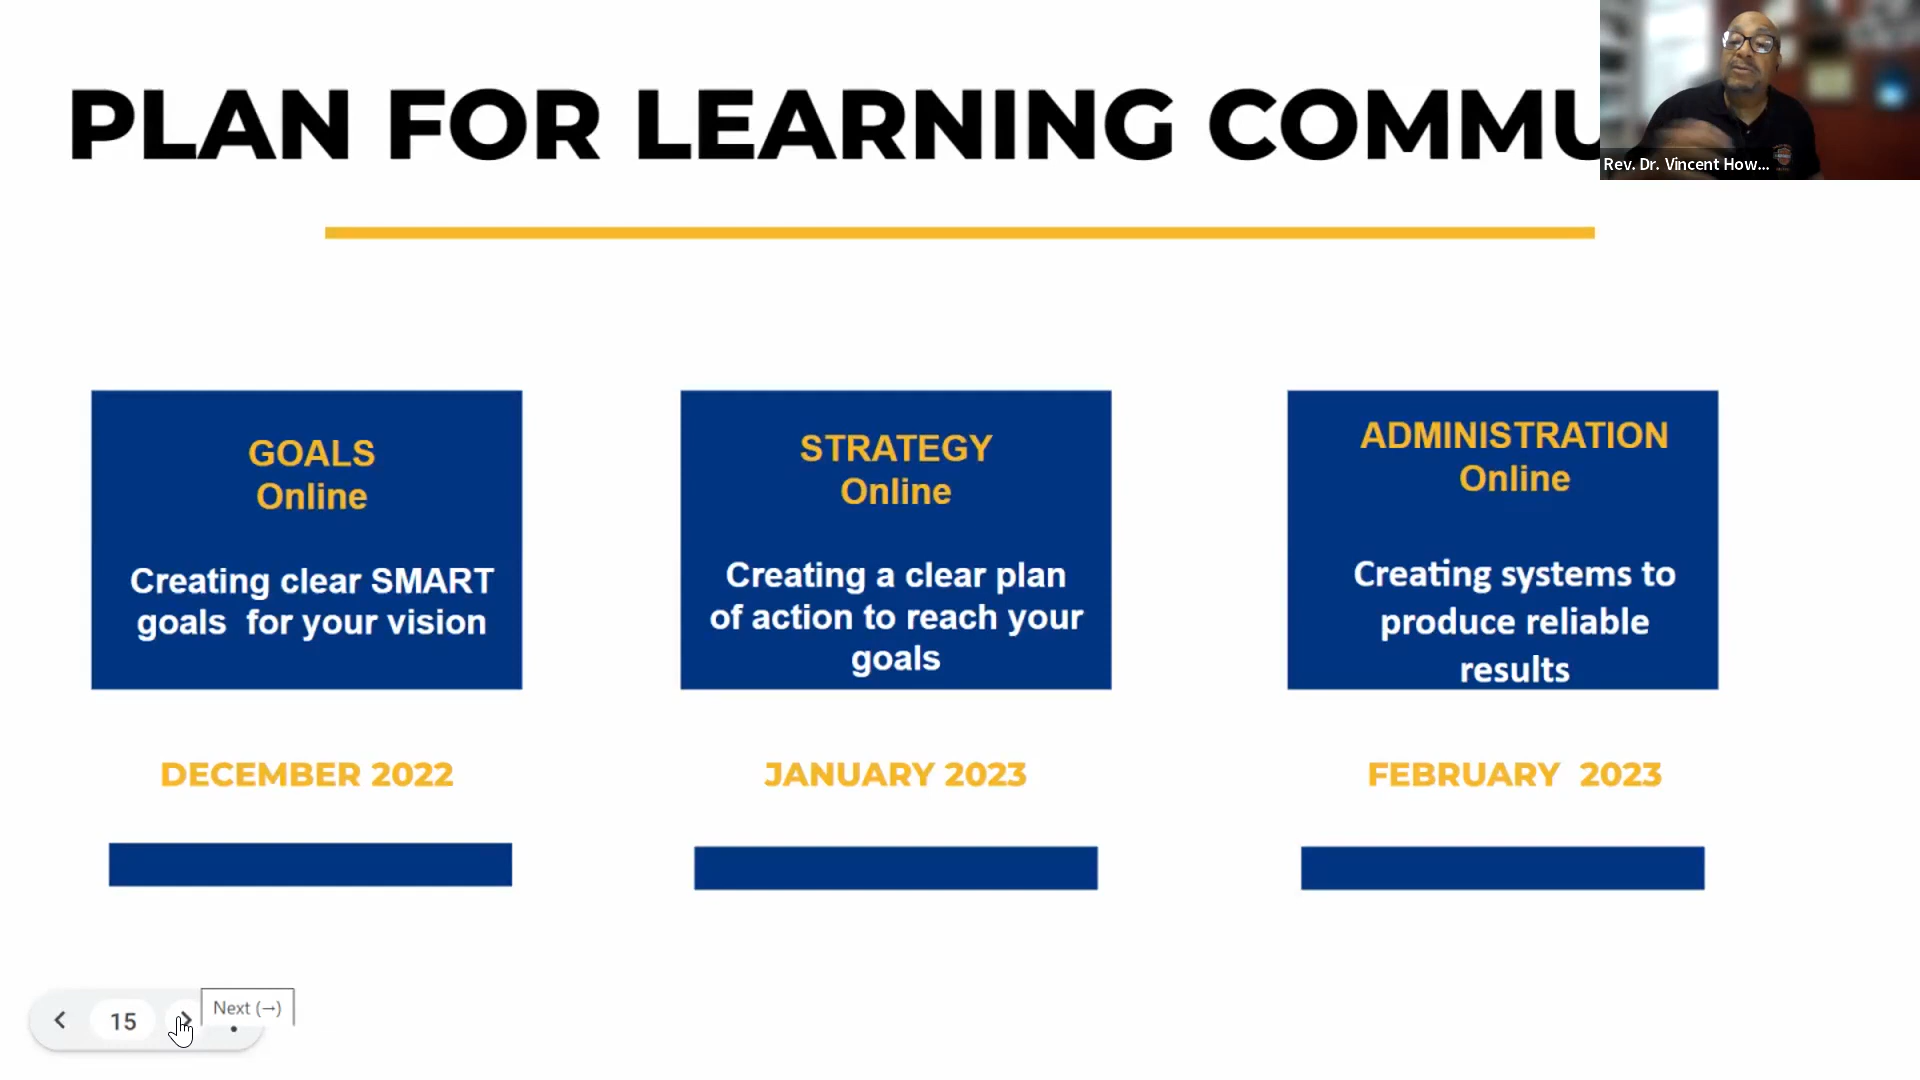 PLAN FOR LEARNING COMMU
Rev. Dr. Vincent How...
GOALS
Online
Creating clear SMART
goals  for your vision
STRATEGY
Online
Creating a clear plan
of action to reach your
goals
ADMINISTRATION
Online
Creating systems to
produce reliable
results
DECEMBER 2022
JANUARY 2023
FEBRUARY  2023
15
Next (→)